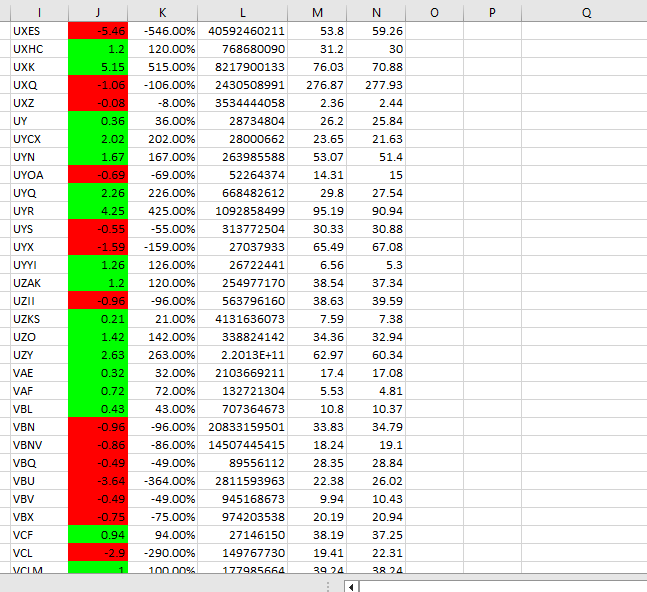 I J K L M N O P Q
UXES -5.46 -546.00% 40592460211 53.8 59.26
UXHC 1.2 120.00% 768680090 31.2 30
UXK 5.15 515.00% 8217900133 76.03 70.88
UXQ -1.06 -106.00% 2430508991 276.87 277.93
UXZ -0.08 -8.00% 3534444058 2.36 2.44
UY 0.36 36.00% 28734804 26.2 25.84
UYCX 2.02 202.00% 28000662 23.65 21.63
UYN 1.67 167.00% 263985588 53.07 51.4
UYOA -0.69 -69.00% 52264374 14.31 15
UYQ 2.26 226.00% 668482612 29.8 27.54
UYR 4.25 425.00% 1092858499 95.19 90.94
UYS -0.55 -55.00% 313772504 30.33 30.88
UYX -1.59 -159.00% 27037933 65.49 67.08
UYYI 1.26 126.00% 26722441 6.56 5.3
UZAK 1.2 120.00% 254977170 38.54 37.34
UZII -0.96 -96.00% 563796160 38.63 39.59
UZKS 0.21 21.00% 4131636073 7.59 7.38
UZO 1.42 142.00% 338824142 34.36 32.94
UZY 2.63 263.00% 2.2013E+11 62.97 60.34
VAE 0.32 32.00% 2103669211 17.4 17.08
VAF 0.72 72.00% 132721304 5.53 4.81
VBL 0.43 43.00% 707364673 10.8 10.37
VBN -0.96 -96.00% 20833159501 33.83 34.79
VBNV -0.86 -86.00% 14507445415 18.24 19.1
VBQ -0.49 -49.00% 89556112 28.35 28.84
VBU -3.64 -364.00% 2811593963 22.38 26.02
VBV -0.49 -49.00% 945168673 9.94 10.43
VBX -0.75 -75.00% 974203538 20.19 20.94
VCF 0.94 94.00% 27146150 38.19 37.25
VCL -2.9 -290.00% 149767730 19.41 22.31
VCLM 1 100.00% 177985664 39.24 38.24